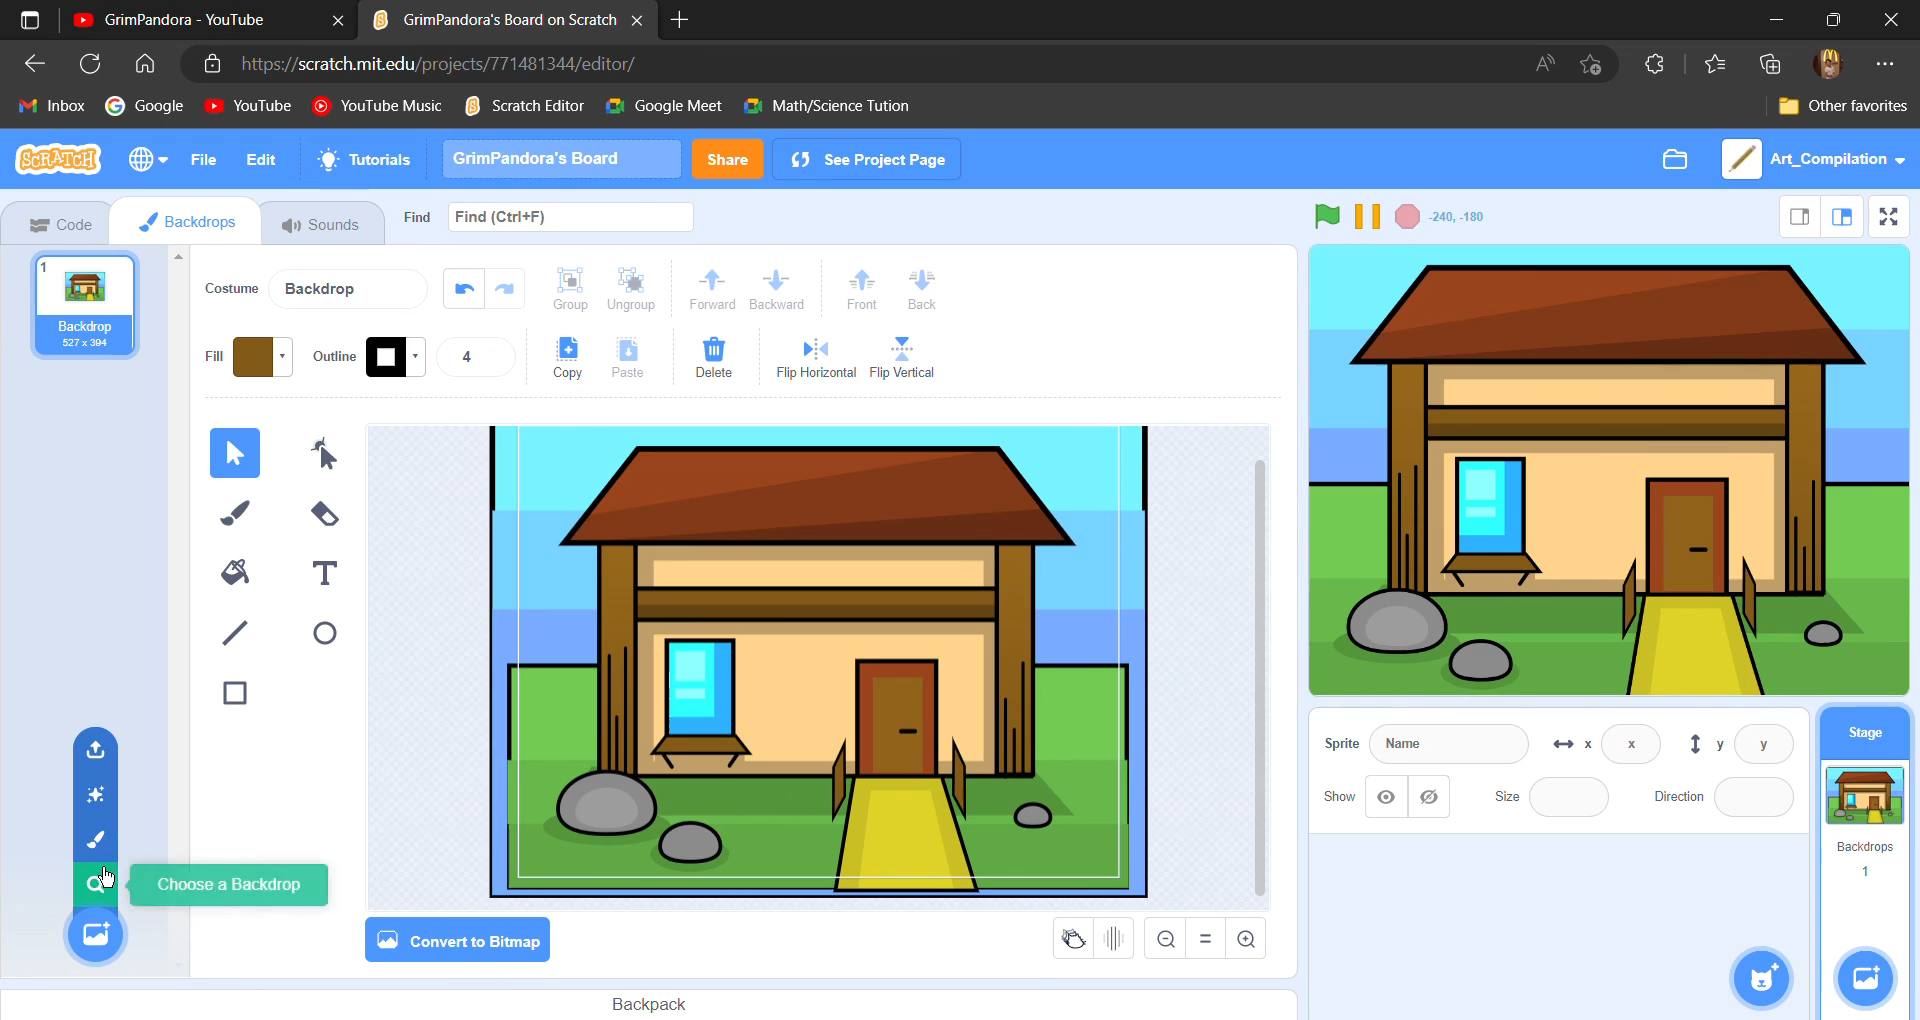 GrimPandora - YouTube
GrimPandora's Board on Scratch
https://scratch.mit.edu/projects/771481344/editor/
Inbox Google YouTube YouTube Music Scratch Editor Google Meet Math/Science Tution Other favorites
SCRATCH File Edit Tutorials GrimPandora's Board Share See Project Page Art_Compilation
Code Backdrops Sounds Find Find (Ctrl+F) -240, -180
1
Backdrop
527 x 394
Costume Backdrop Group Ungroup Forward Backward Front Back
Fill Outline 4 Copy Paste Delete Flip Horizontal Flip Vertical
T
Choose a Backdrop
Convert to Bitmap
Backpack
Sprite Name x x y y
Show Size Direction
Stage
Backdrops
1